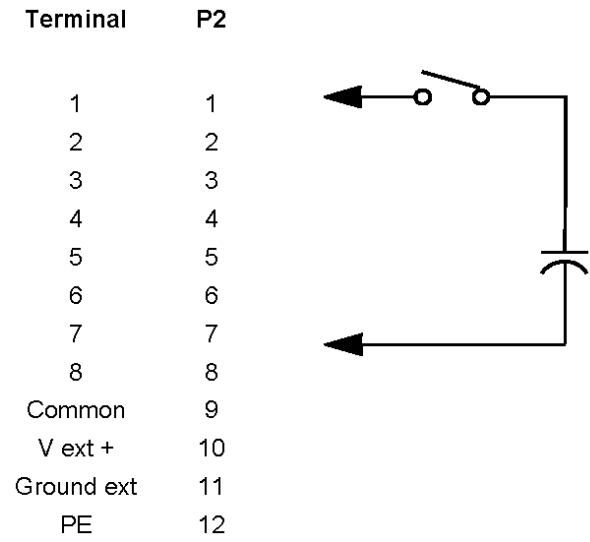 Terminal P2
1 1
2 2
3 3
4 4
5 5
6 6
7 7
8 8
Common 9
V ext + 10
Ground ext 11
PE 12